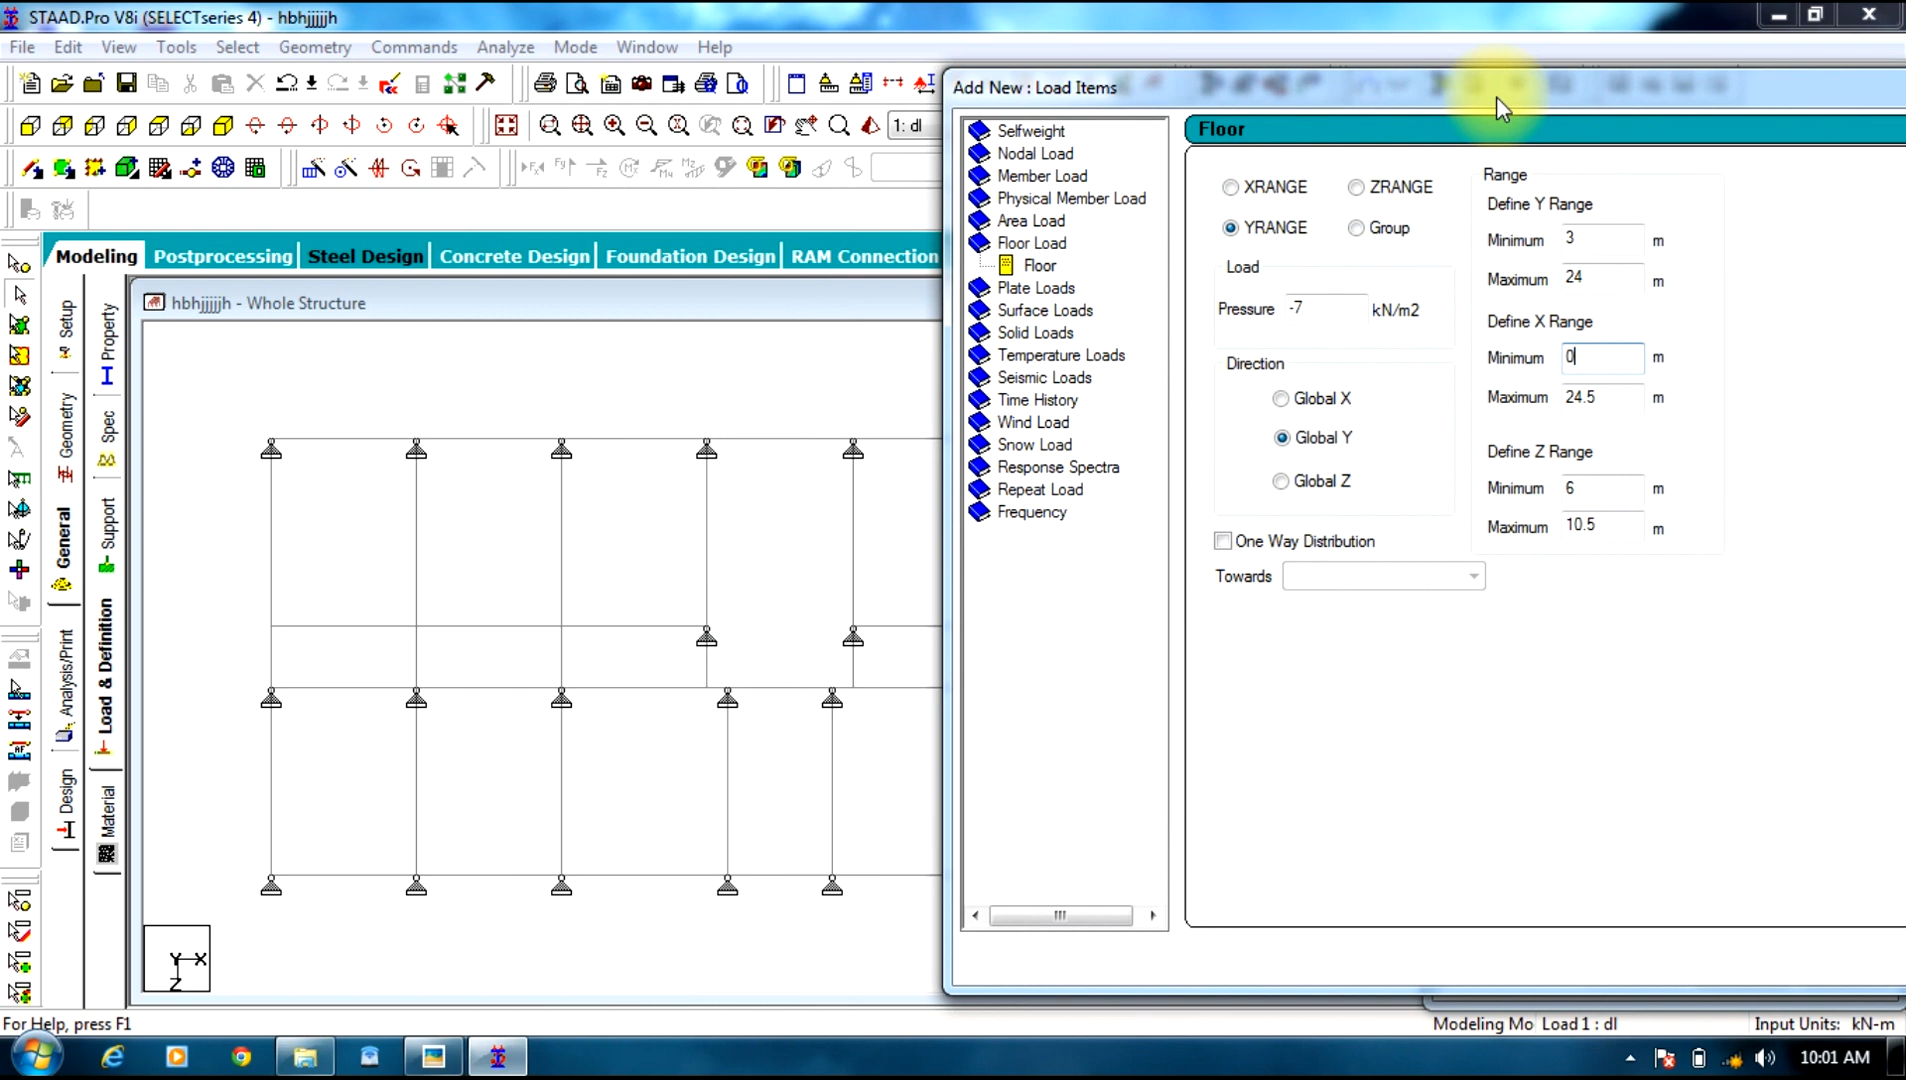 STAAD.Pro V8i (SELECTseries 4) - hbhjjjjjh
File Edit View Tools Select Geometry Commands Analyze Mode Window Help
1: dl
Modeling Postprocessing Steel Design Concrete Design Foundation Design RAM Connection
hbhjjjjjh - Whole Structure
Setup
Geometry
General
Analysis/Print
Design
Property
Spec
Support
Load & Definition
Material
Y X
Z
Add New : Load Items
Selfweight
Nodal Load
Member Load
Physical Member Load
Area Load
Floor Load
Floor
Plate Loads
Surface Loads
Solid Loads
Temperature Loads
Seismic Loads
Time History
Wind Load
Snow Load
Response Spectra
Repeat Load
Frequency
Floor
XRANGE ZRANGE
YRANGE Group
Load
Pressure -7 kN/m2
Direction
Global X
Global Y
Global Z
One Way Distribution
Towards
Range
Define Y Range
Minimum 3 m
Maximum 24 m
Define X Range
Minimum 0 m
Maximum 24.5 m
Define Z Range
Minimum 6 m
Maximum 10.5 m
For Help, press F1
Modeling Mo Load 1 : dl Input Units: kN-m
10:01 AM